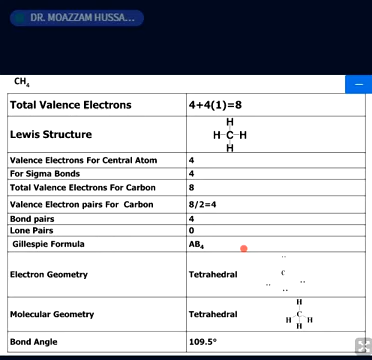 DR. MOAZZAM HUSSA...
CH4
Total Valence Electrons 4+4(1)=8
Lewis Structure
H
H-C-H
H
Valence Electrons For Central Atom 4
For Sigma Bonds 4
Total Valence Electrons For Carbon 8
Valence Electron pairs For Carbon 8/2=4
Bond pairs 4
Lone Pairs 0
Gillespie Formula AB4
Electron Geometry Tetrahedral
C
Molecular Geometry Tetrahedral
H
H C H
H
Bond Angle 109.5°